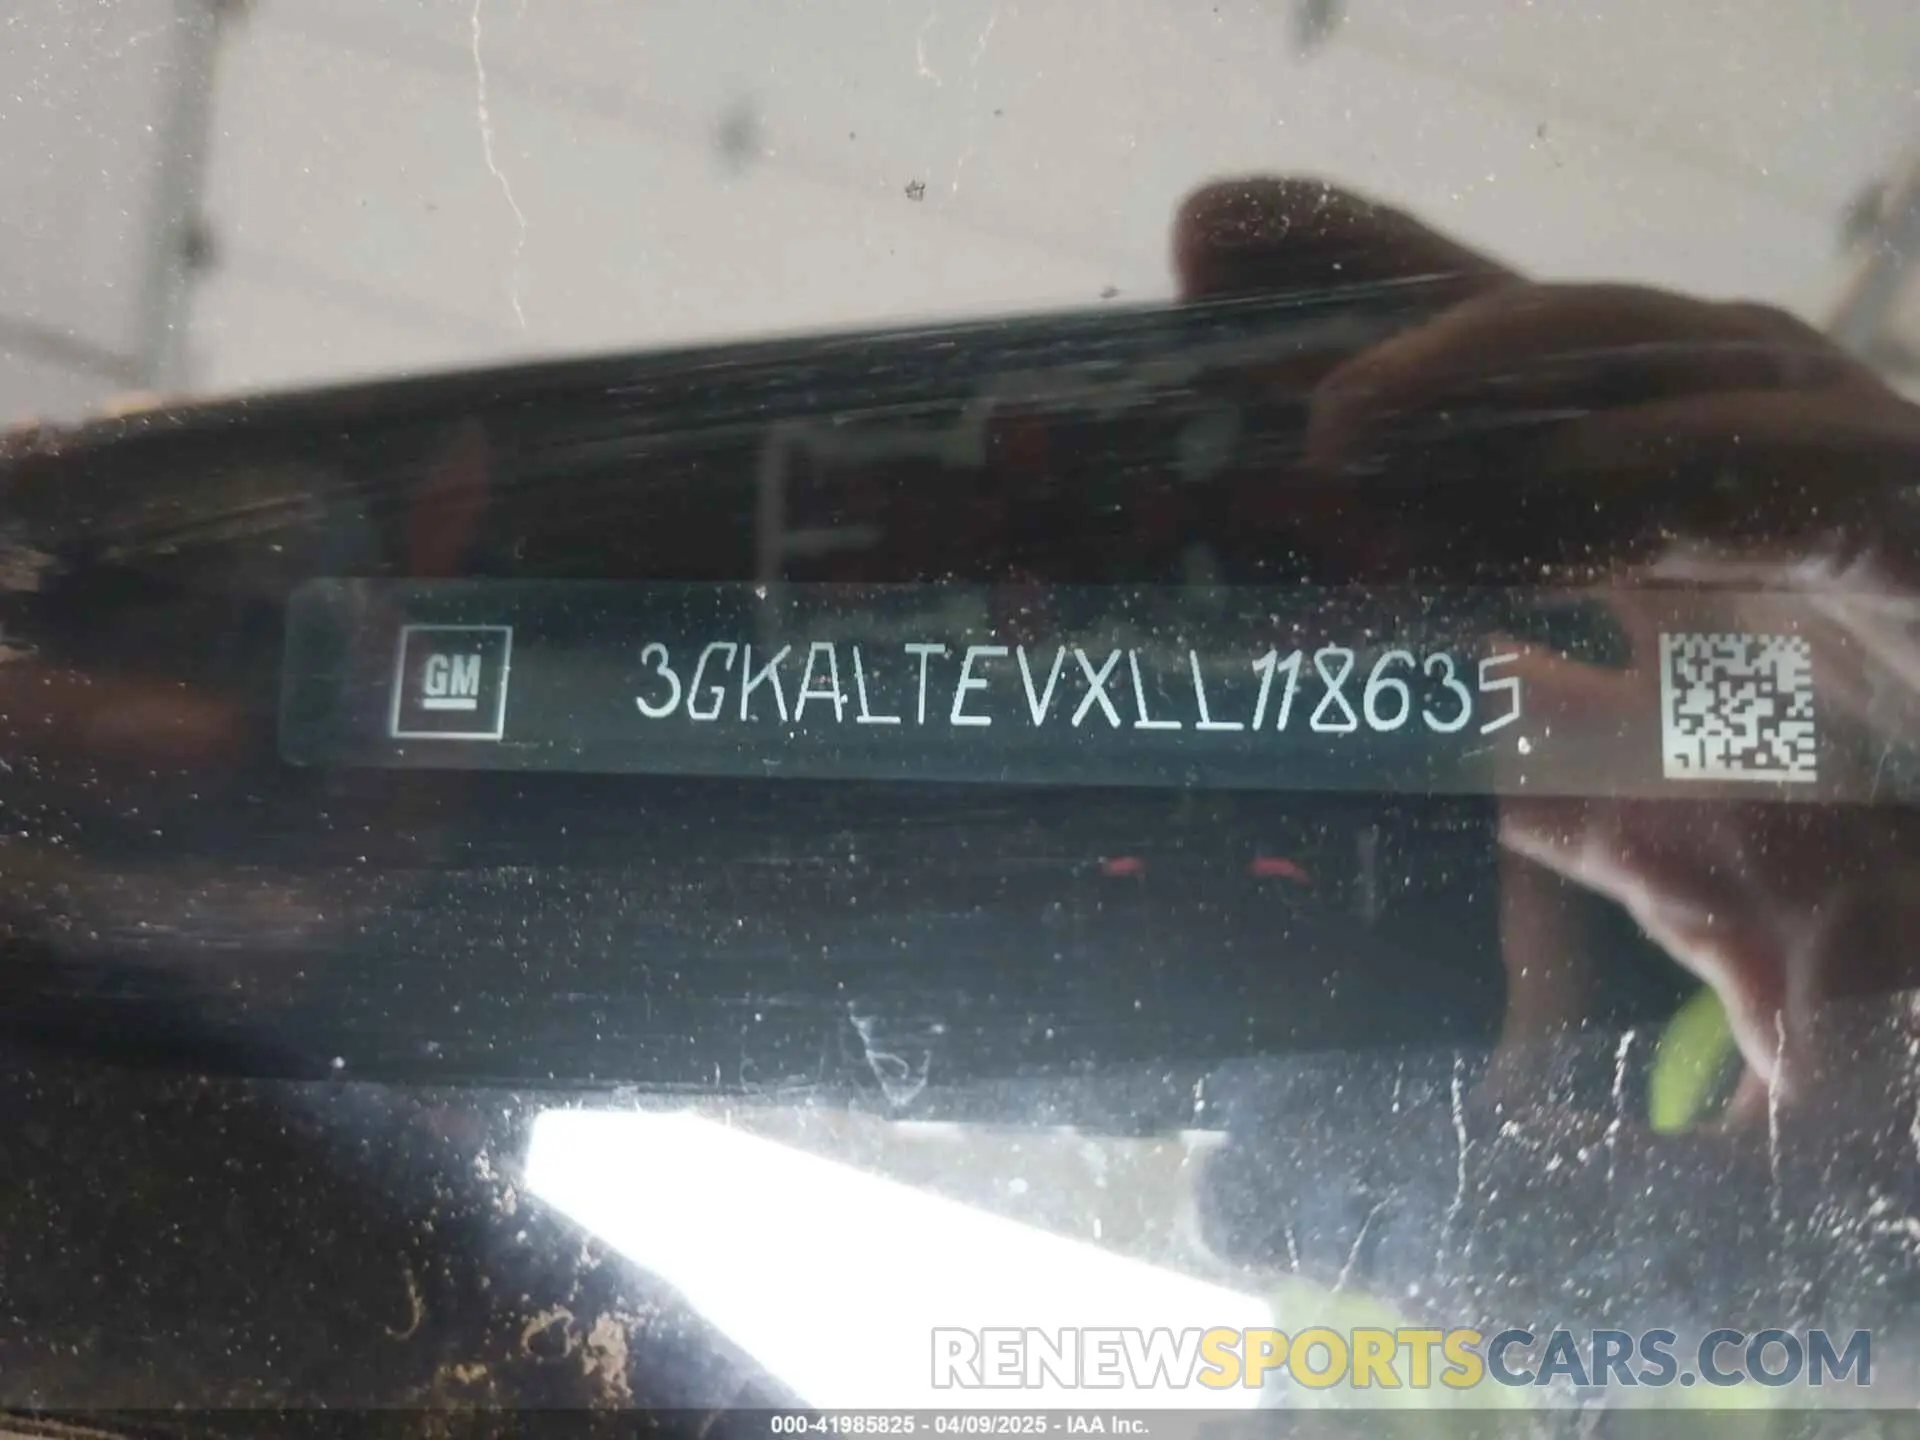 GM
3GKALTEVXLL118635
RENEWSPORTSCARS.COM
000-41985825 - 04/09/2025 - IAA Inc.